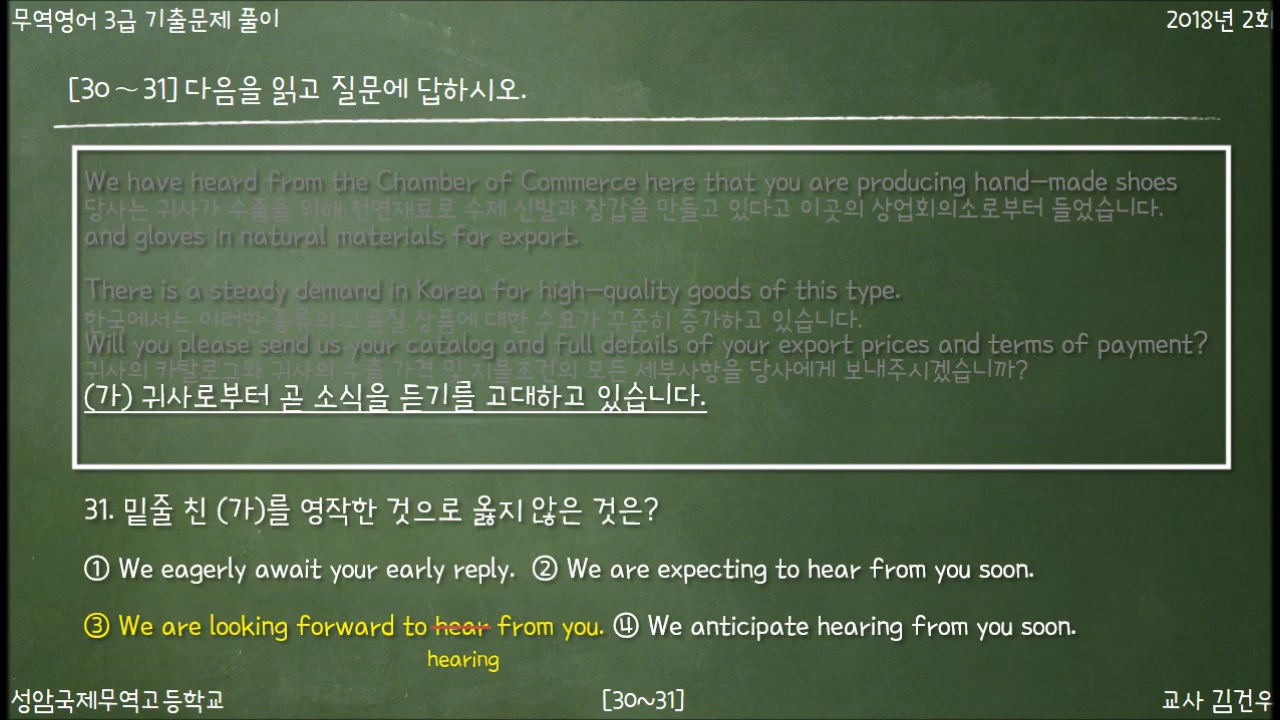 무역영어 3급 기출문제 풀이
2018년 2회
[30 ~ 31] 다음을 읽고 질문에 답하시오.
We have heard from the Chamber of Commerce here that you are producing hand-made shoes
당사는 귀사가 수출을 위해 천연재료로 수제 신발과 장갑을 만들고 있다고 이곳의 상업회의소로부터 들었습니다.
and gloves in natural materials for export.
There is a steady demand in Korea for high-quality goods of this type.
한국에서는 이러한 종류의 고품질 상품에 대한 수요가 꾸준히 증가하고 있습니다.
Will you please send us your catalog and full details of your export prices and terms of payment?
귀사의 카탈로그와 귀사의 수출 가격 및 지불조건의 모든 세부사항을 당사에게 보내주시겠습니까?
(가) 귀사로부터 곧 소식을 듣기를 고대하고 있습니다.
31. 밑줄 친 (가)를 영작한 것으로 옳지 않은 것은?
① We eagerly await your early reply. ② We are expecting to hear from you soon.
③ We are looking forward to hear from you. ④ We anticipate hearing from you soon.
hearing
성암국제무역고등학교
[30~31]
교사 김건우